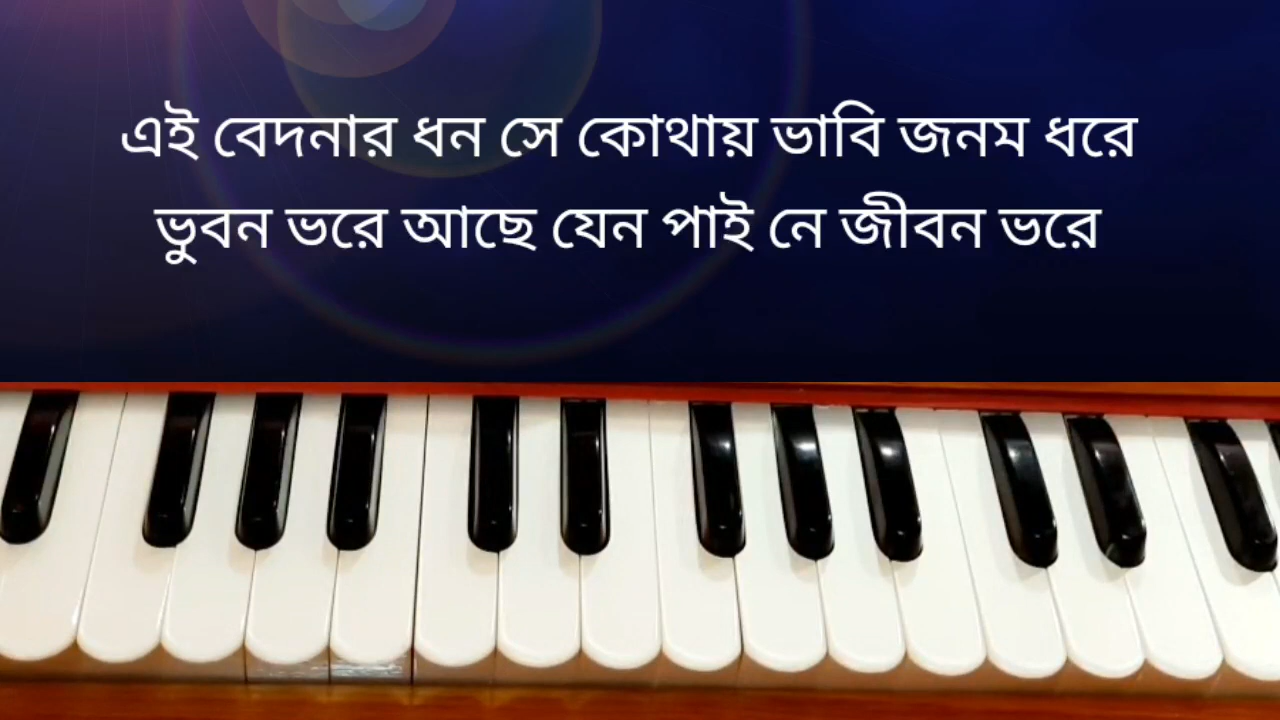 এই বেদনার ধন সে কোথায় ভাবি জনম ধরে
ভুবন ভরে আছে যেন পাই নে জীবন ভরে